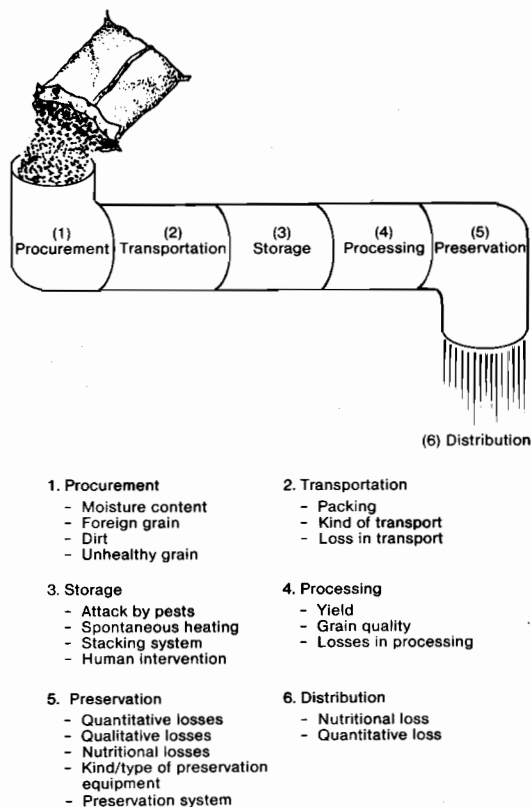 (1)
Procurement
(2)
Transportation
(3)
Storage
(4)
Processing
(5)
Preservation
(6) Distribution
1. Procurement
- Moisture content
- Foreign grain
- Dirt
- Unhealthy grain
2. Transportation
- Packing
- Kind of transport
- Loss in transport
3. Storage
- Attack by pests
- Spontaneous heating
- Stacking system
- Human intervention
4. Processing
- Yield
- Grain quality
- Losses in processing
5. Preservation
- Quantitative losses
- Qualitative losses
- Nutritional losses
- Kind/type of preservation
equipment
- Preservation system
6. Distribution
- Nutritional loss
- Quantitative loss